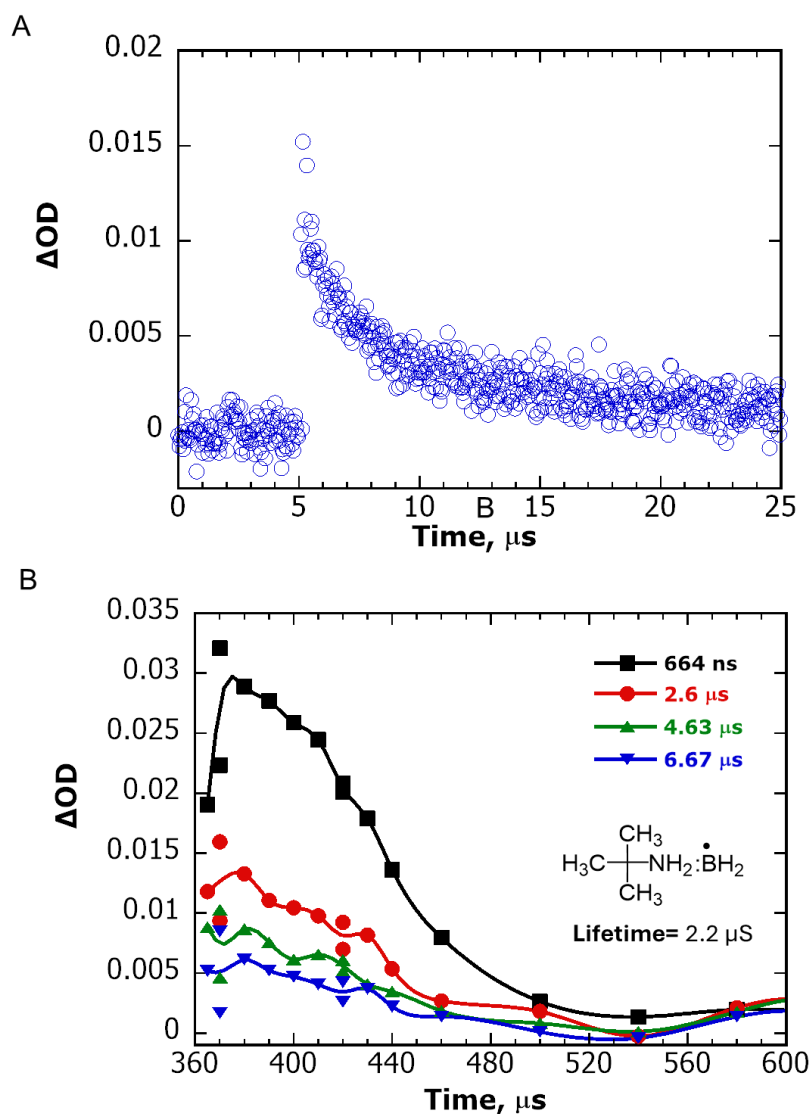 A
0.02
0.015
0.01
0.005
0
ΔOD
0 5 10 15 20 25
B
Time, μs
B
0.035
0.03
0.025
0.02
0.015
0.01
0.005
0
ΔOD
664 ns
2.6 μs
4.63 μs
6.67 μs
CH3
H3C NH2:ḂH2
CH3
Lifetime= 2.2 μS
360 400 440 480 520 560 600
Time, μs